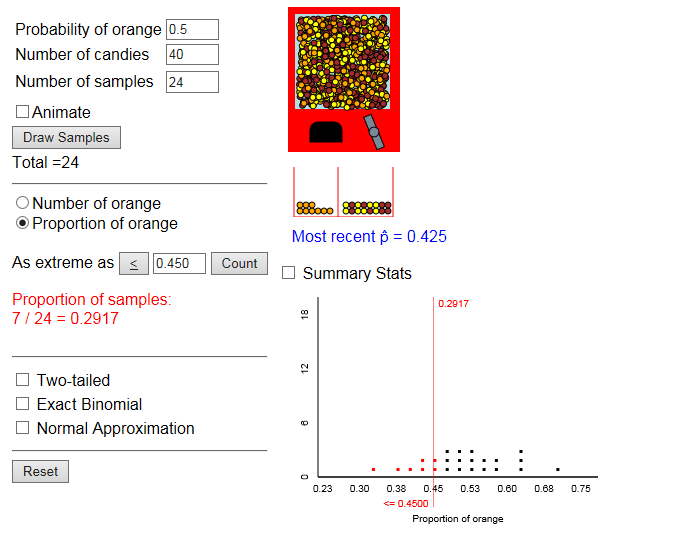 Probability of orange 0.5
Number of candies 40
Number of samples 24
Animate
Draw Samples
Total =24
Number of orange
Proportion of orange
As extreme as ≤ 0.450 Count
Proportion of samples:
7 / 24 = 0.2917
Two-tailed
Exact Binomial
Normal Approximation
Reset
Most recent p̂ = 0.425
Summary Stats
0.2917
18
12
6
0
0.23 0.30 0.38 0.45 0.53 0.60 0.68 0.75
<= 0.4500
Proportion of orange